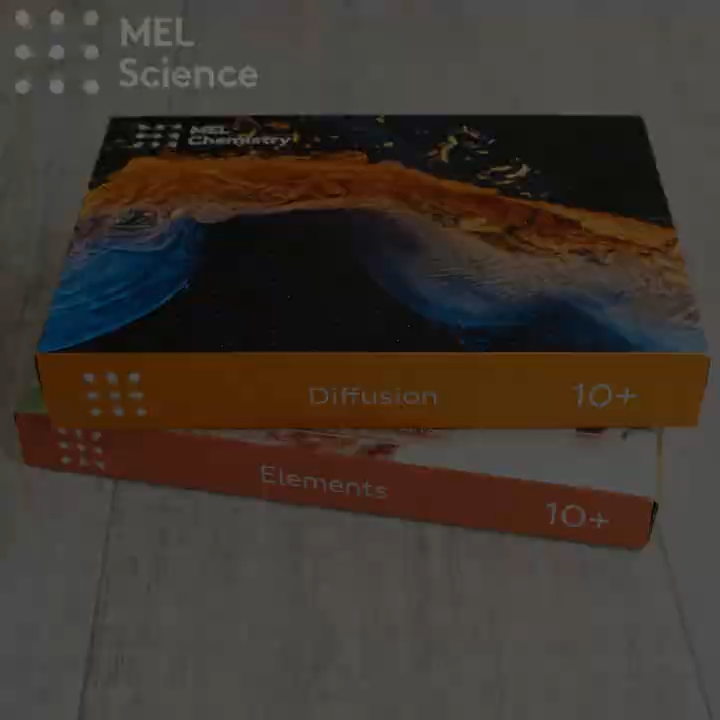 MEL
Science
MEL
Chemistry
Diffusion
10+
Elements
10+